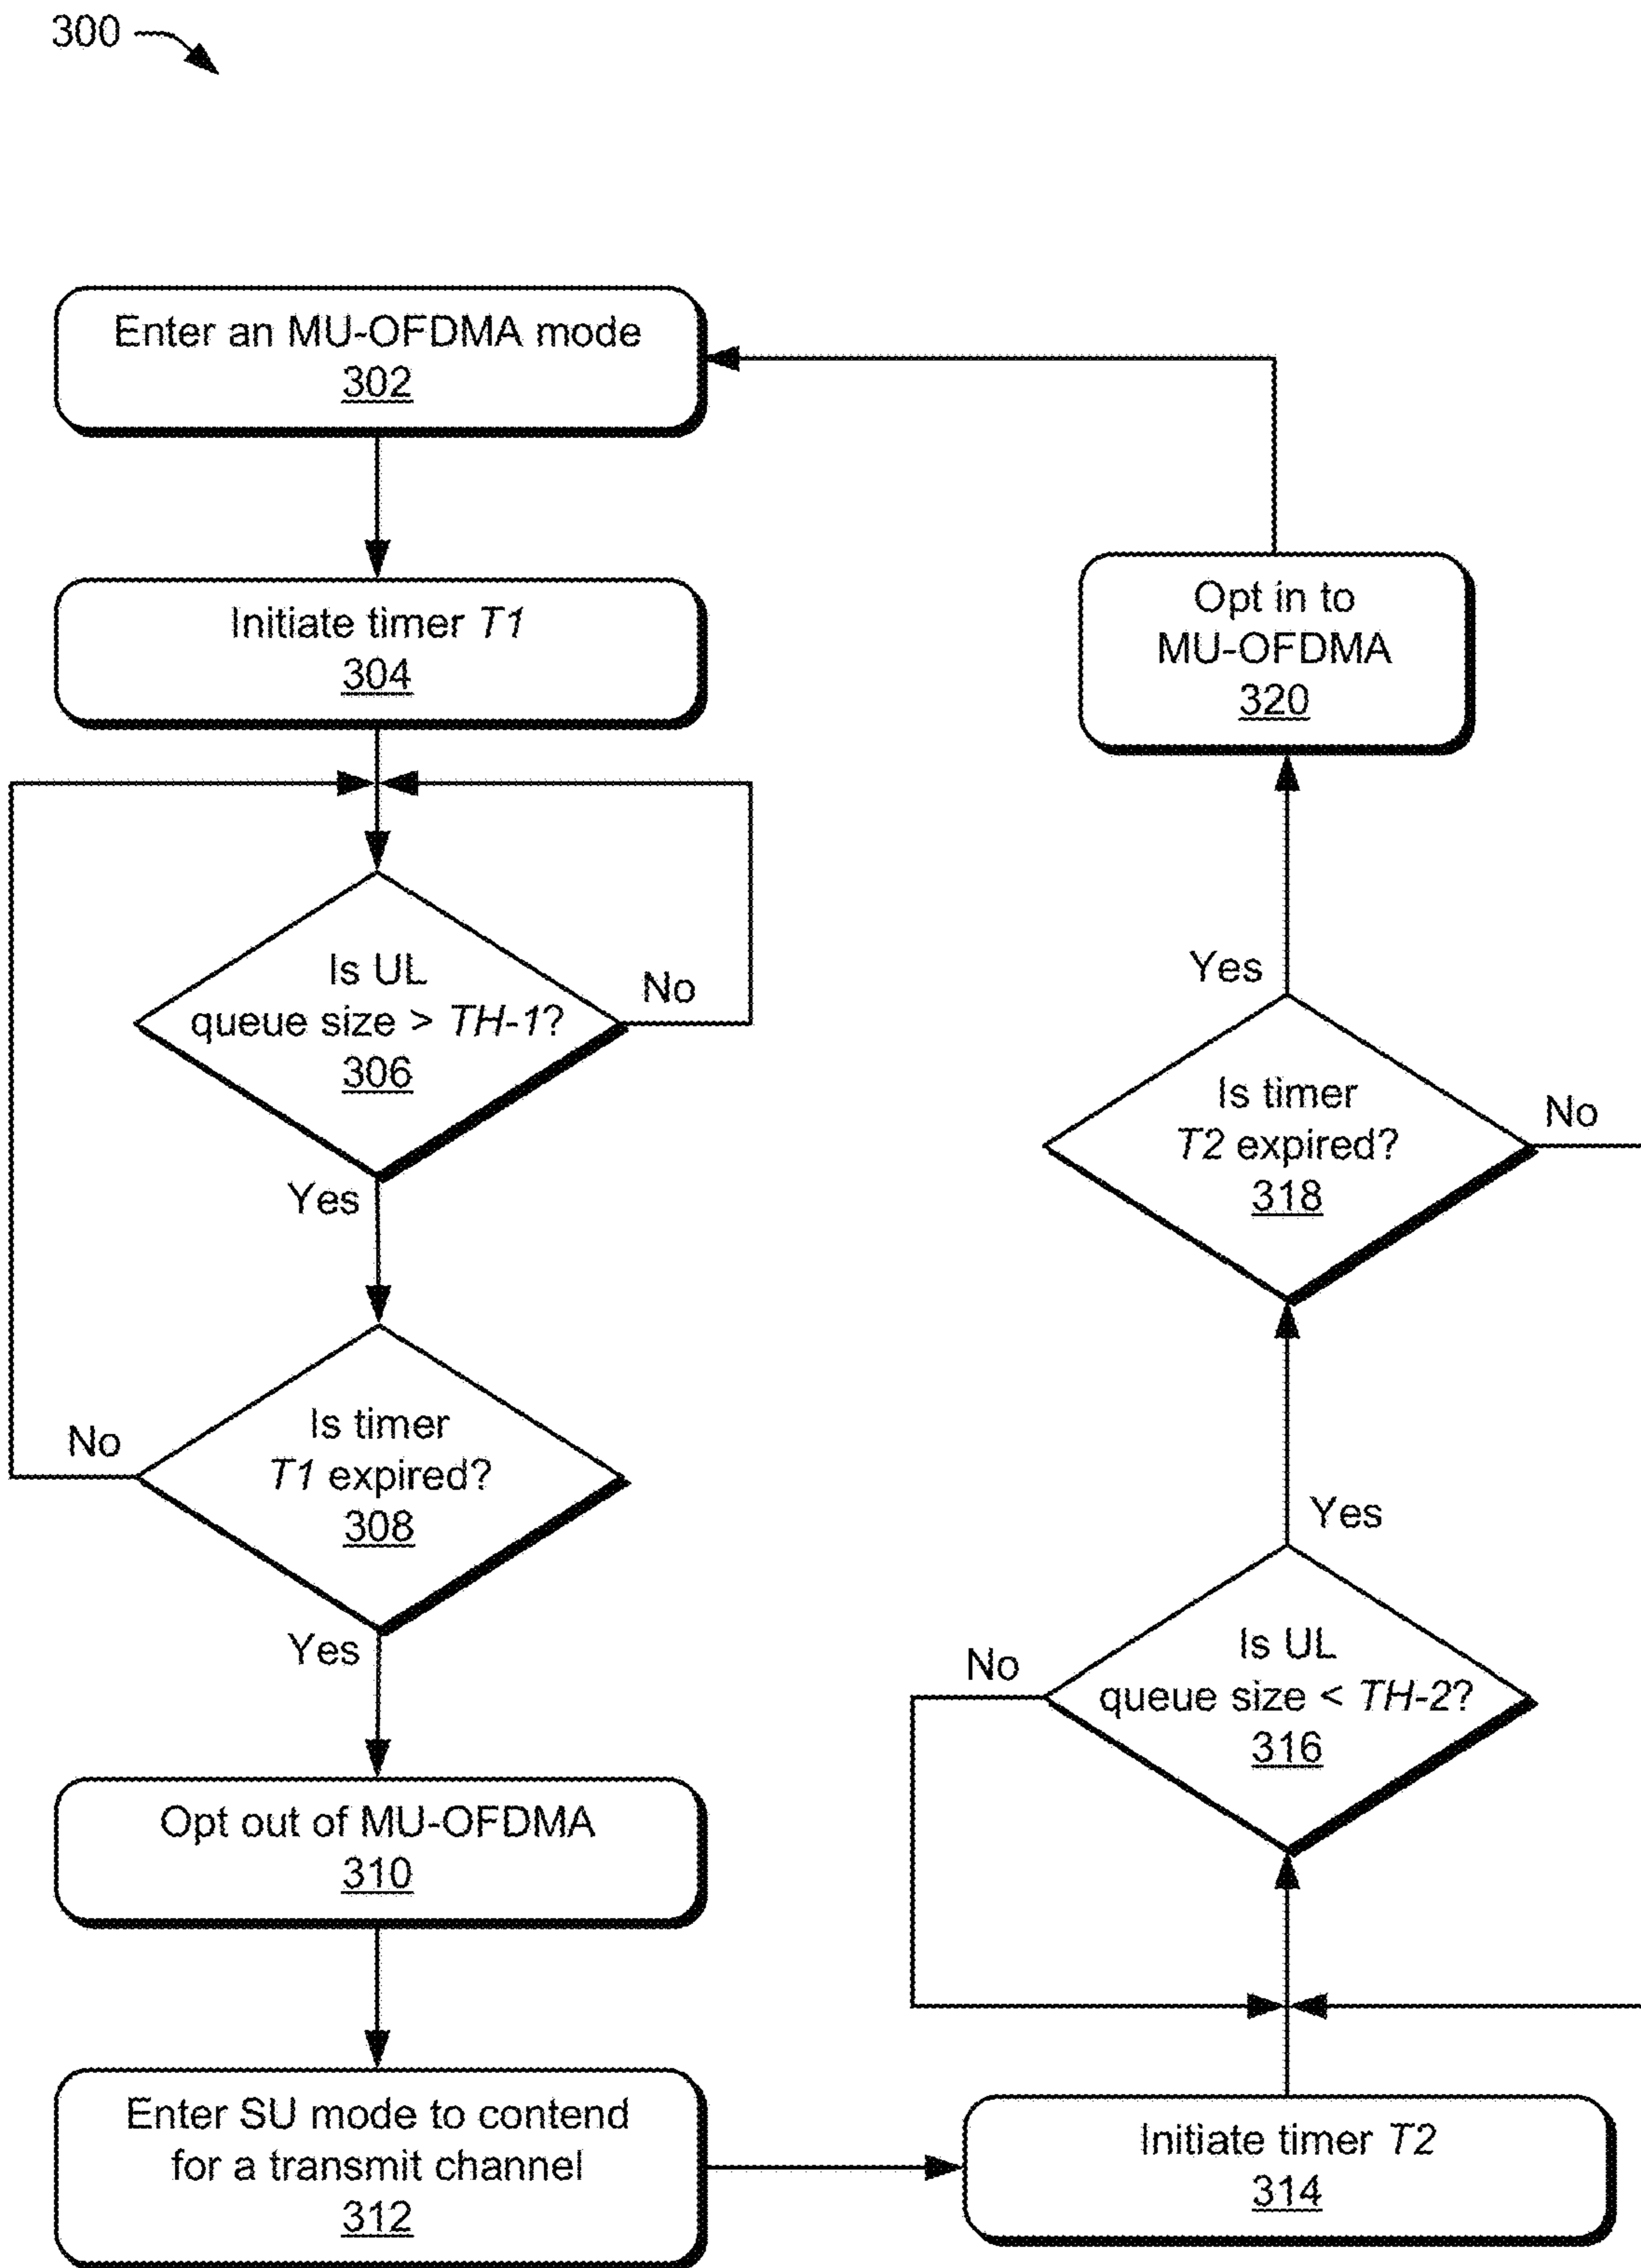 300
Enter an MU-OFDMA mode
302
Initiate timer T1
304
Is UL
queue size > TH-1?
306
No
Yes
Is timer
T1 expired?
308
No
Yes
Opt out of MU-OFDMA
310
Enter SU mode to contend
for a transmit channel
312
Initiate timer T2
314
Is UL
queue size < TH-2?
316
No
Yes
Is timer
T2 expired?
318
No
Yes
Opt in to
MU-OFDMA
320